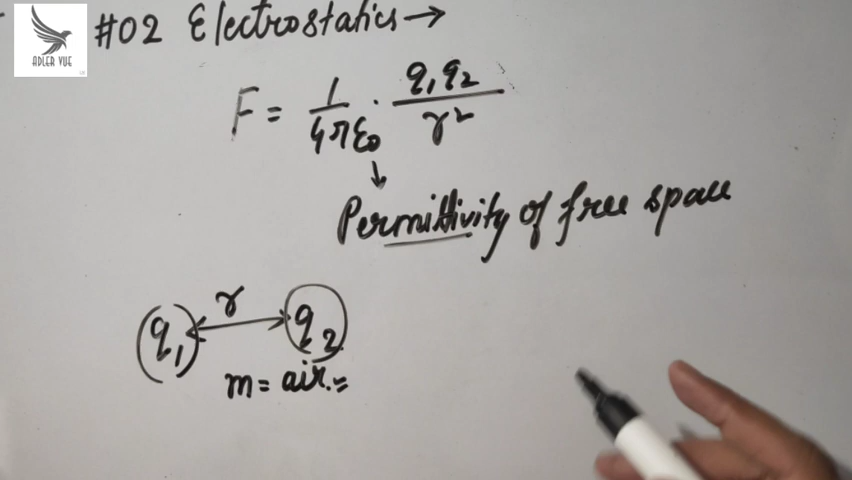 ADLER VUE
#02 Electrostatics →
F = 1/4πε₀ · q₁q₂/r²
↓
Permittivity of free space
q₁ r q₂
m = air. =